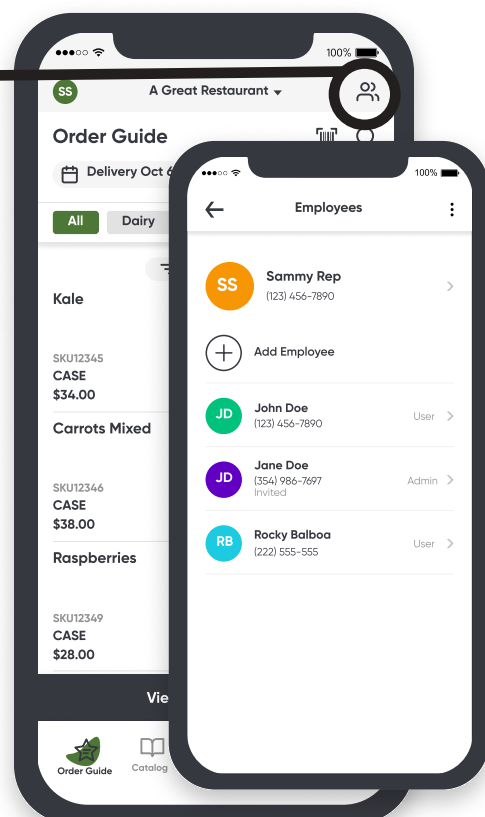 100%
SS
A Great Restaurant
Order Guide
Delivery Oct
All
Dairy
Kale
SKU12345
CASE
$34.00
Carrots Mixed
SKU12346
CASE
$38.00
Raspberries
SKU12349
CASE
$28.00
Order Guide
Catalog
100%
Employees
SS
Sammy Rep
(123) 456-7890
Add Employee
JD
John Doe
(123) 456-7890
User
JD
Jane Doe
(354) 986-7697
Invited
Admin
RB
Rocky Balboa
(222) 555-555
User